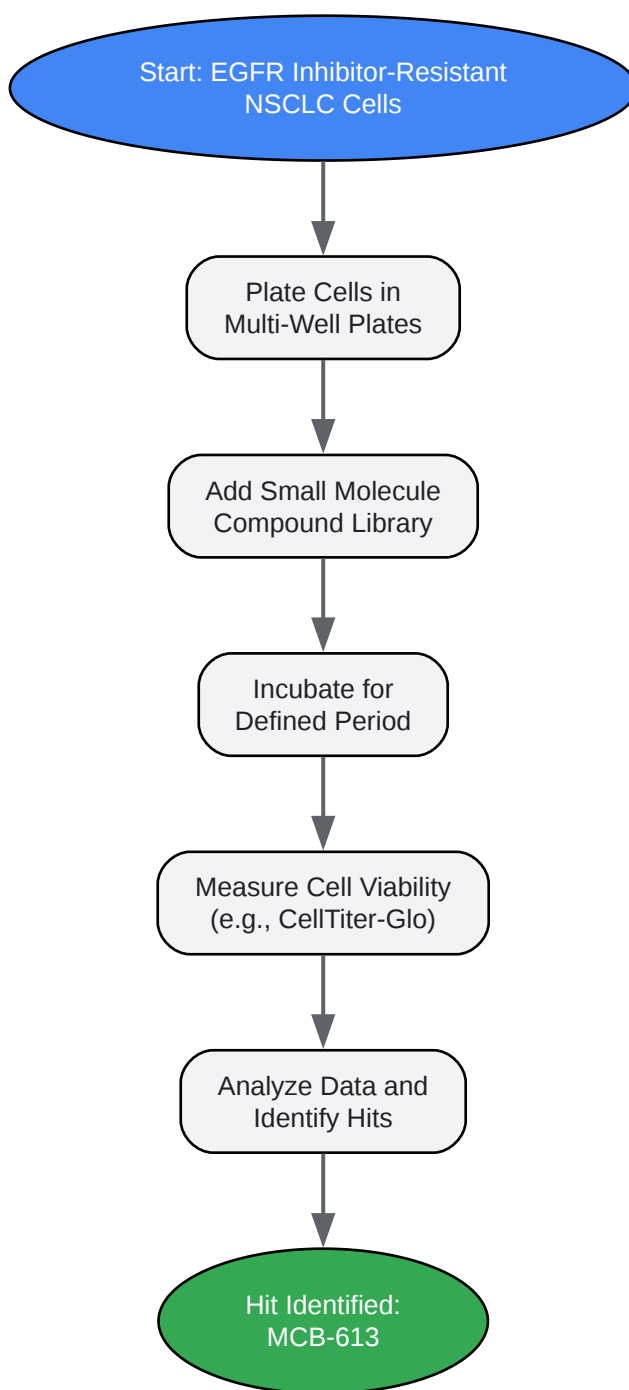 Start: EGFR Inhibitor-Resistant
NSCLC Cells
Plate Cells in
Multi-Well Plates
Add Small Molecule
Compound Library
Incubate for
Defined Period
Measure Cell Viability
(e.g., CellTiter-Glo)
Analyze Data and
Identify Hits
Hit Identified:
MCB-613